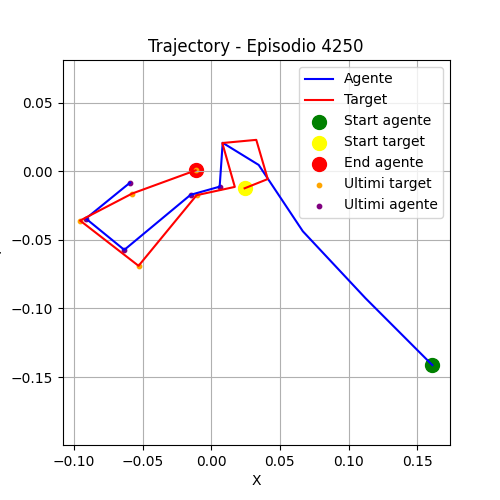 Trajectory - Episodio 4250
Agente
Target
Start agente
Start target
End agente
Ultimi target
Ultimi agente
0.05
0.00
−0.05
−0.10
−0.15
−0.10
−0.05
0.00
0.05
0.10
0.15
X